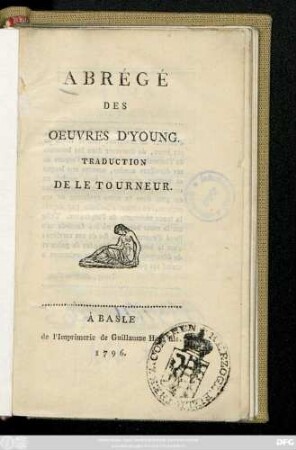 ABRÉGÉ
DES
OEUVRES D'YOUNG.
TRADUCTION
DE LE TOURNEUR.
À BASLE
de l'Imprimerie de Guillaume
1796.